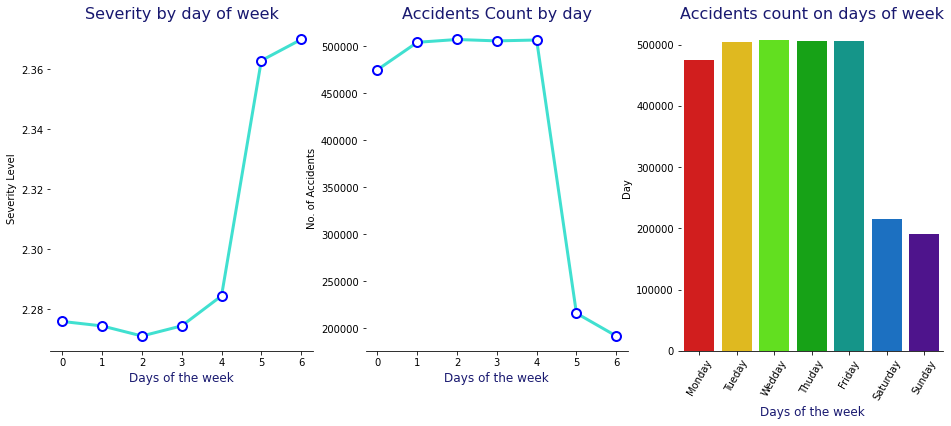 Severity by day of week
Severity Level
2.36
2.34
2.32
2.30
2.28
0 1 2 3 4 5 6
Days of the week
Accidents Count by day
No. of Accidents
500000
450000
400000
350000
300000
250000
200000
0 1 2 3 4 5 6
Days of the week
Accidents count on days of week
Day
500000
400000
300000
200000
100000
0
Monday Tueday Wedday Thuday Friday Saturday Sunday
Days of the week